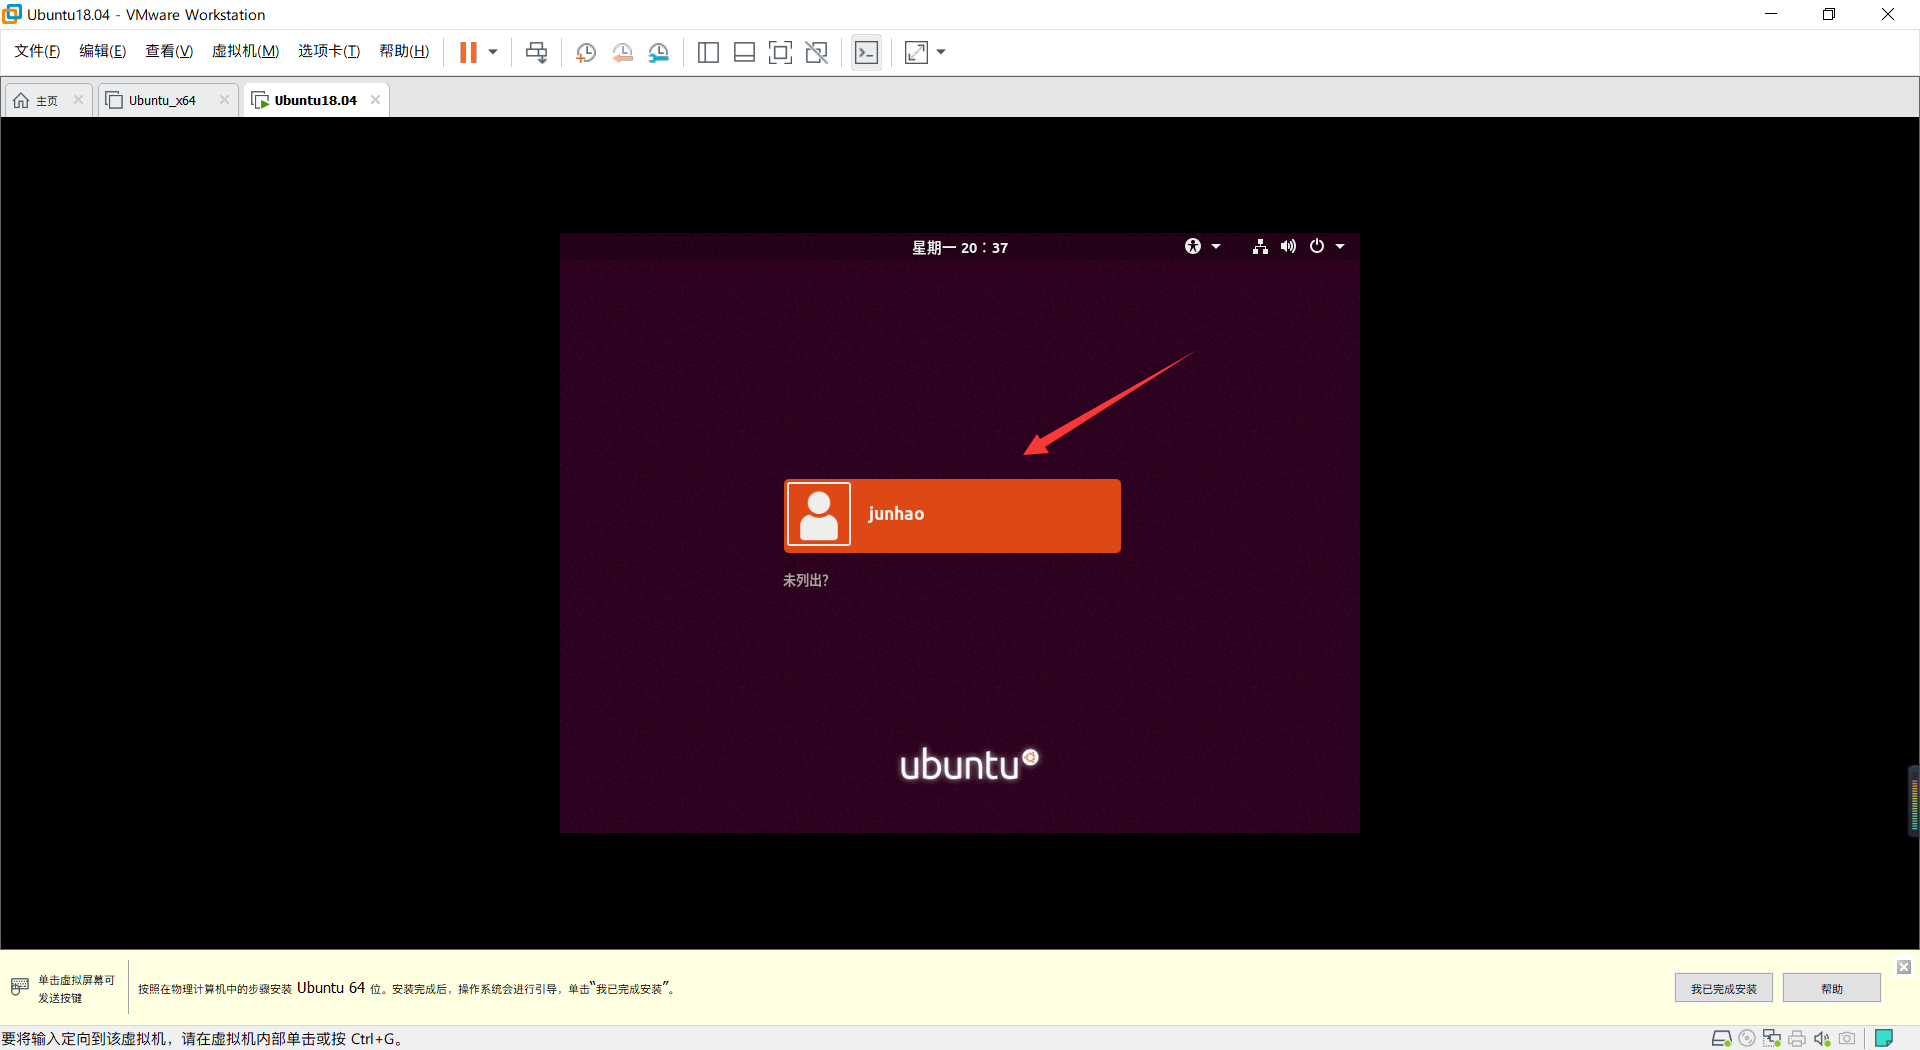 Ubuntu18.04 - VMware Workstation
文件(F) 编辑(E) 查看(V) 虚拟机(M) 选项卡(T) 帮助(H)
主页 Ubuntu_x64 Ubuntu18.04
星期一 20：37
junhao
未列出?
ubuntu
单击虚拟屏幕可
发送按键
按照在物理计算机中的步骤安装 Ubuntu 64 位。安装完成后，操作系统会进行引导，单击“我已完成安装”。
我已完成安装 帮助
要将输入定向到该虚拟机，请在虚拟机内部单击或按 Ctrl+G。